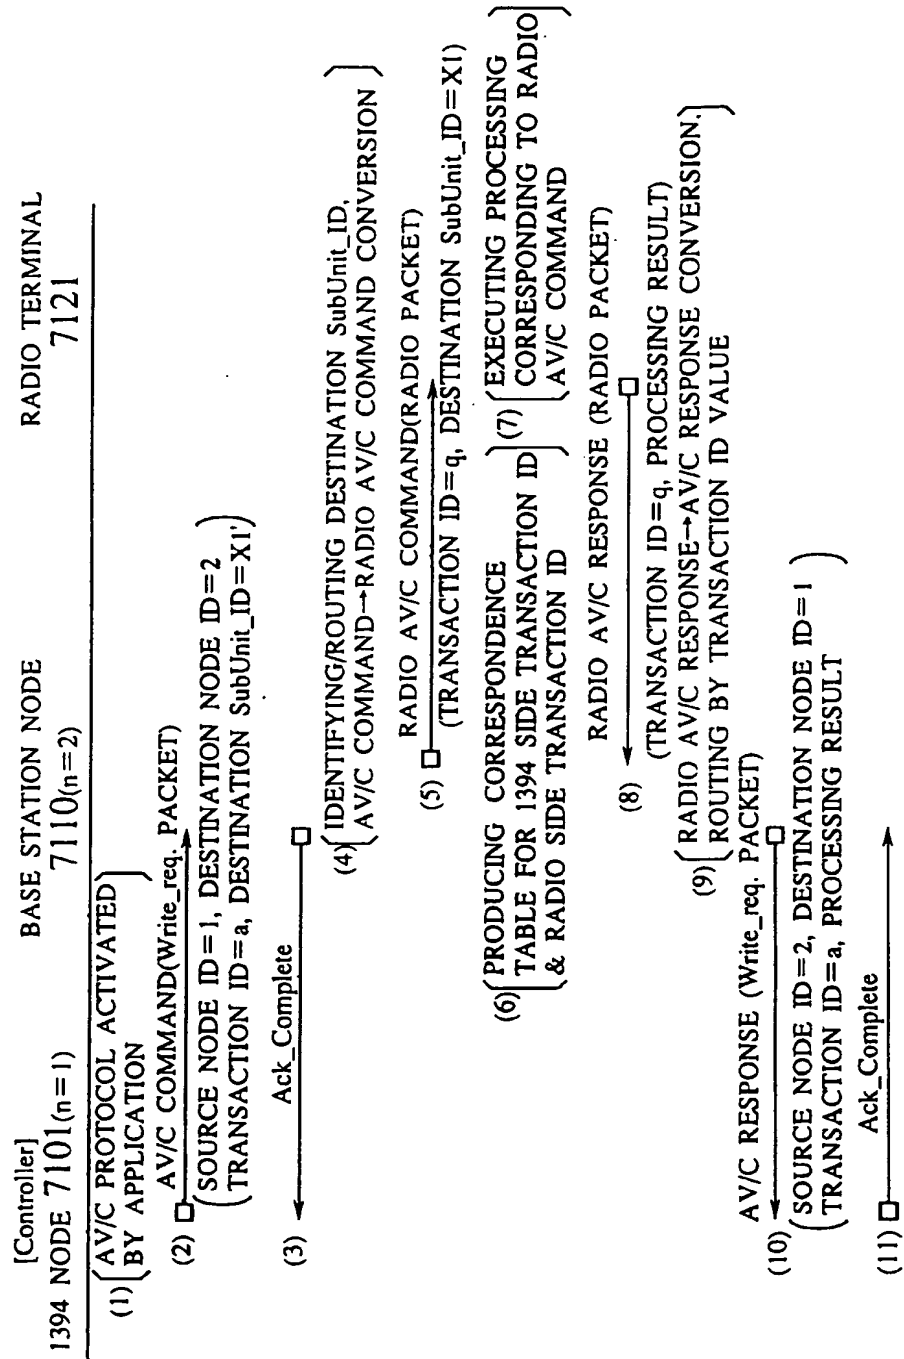 [Controller]
1394 NODE 7101(n=1)
BASE STATION NODE
7110(n=2)
RADIO TERMINAL
7121
(1) AV/C PROTOCOL ACTIVATED
BY APPLICATION
AV/C COMMAND(Write_req. PACKET)
(2)
SOURCE NODE ID=1, DESTINATION NODE ID=2
TRANSACTION ID=a, DESTINATION SubUnit_ID=X1'
Ack_Complete
(3)
(4) IDENTIFYING/ROUTING DESTINATION SubUnit_ID,
AV/C COMMAND→RADIO AV/C COMMAND CONVERSION
RADIO AV/C COMMAND(RADIO PACKET)
(5)
(TRANSACTION ID=q, DESTINATION SubUnit_ID=X1)
(6) PRODUCING CORRESPONDENCE
TABLE FOR 1394 SIDE TRANSACTION ID
& RADIO SIDE TRANSACTION ID
(7) EXECUTING PROCESSING
CORRESPONDING TO RADIO
AV/C COMMAND
RADIO AV/C RESPONSE (RADIO PACKET)
(8)
(TRANSACTION ID=q, PROCESSING RESULT)
(9) RADIO AV/C RESPONSE→AV/C RESPONSE CONVERSION,
ROUTING BY TRANSACTION ID VALUE
AV/C RESPONSE (Write_req. PACKET)
(10)
SOURCE NODE ID=2, DESTINATION NODE ID=1
TRANSACTION ID=a, PROCESSING RESULT
Ack_Complete
(11)